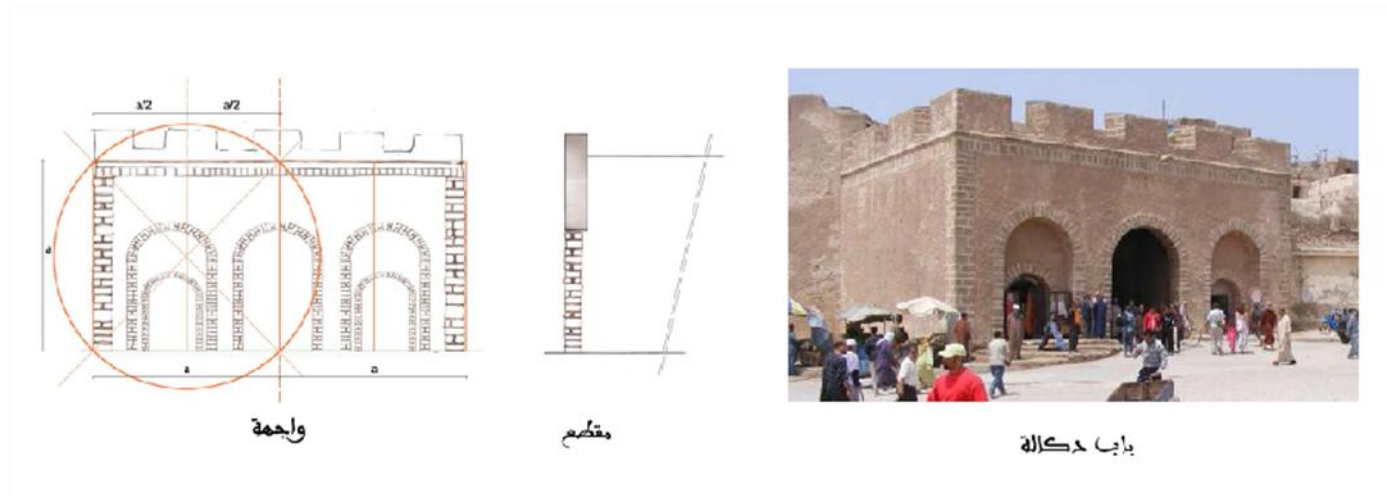 a/2 a/2
a
a a
واجهة
مقطع
باب دكالة